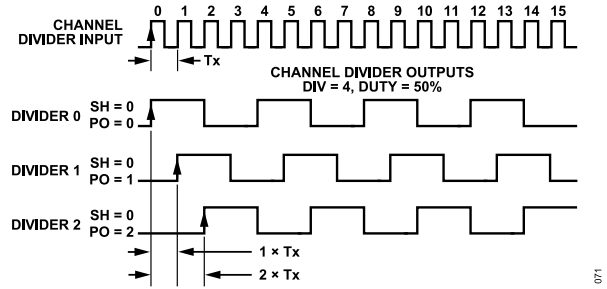 CHANNEL
DIVIDER INPUT
0 1 2 3 4 5 6 7 8 9 10 11 12 13 14 15
Tx
CHANNEL DIVIDER OUTPUTS
DIV = 4, DUTY = 50%
DIVIDER 0 SH = 0
PO = 0
DIVIDER 1 SH = 0
PO = 1
DIVIDER 2 SH = 0
PO = 2
1 × Tx
2 × Tx
071